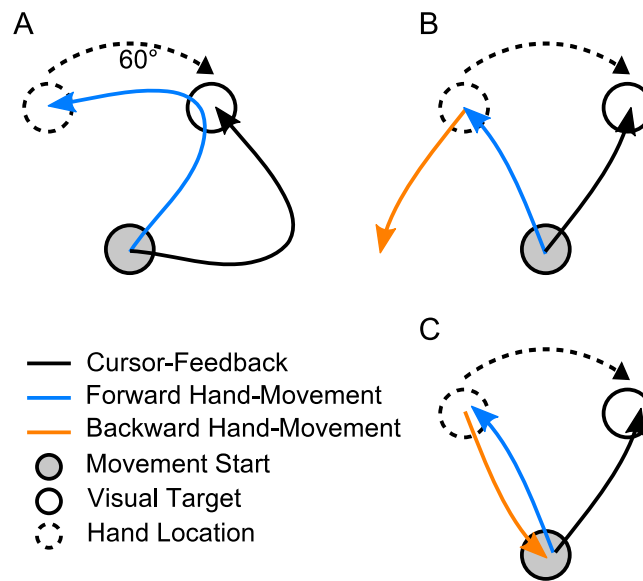 A
B
60°
C
Cursor-Feedback
Forward Hand-Movement
Backward Hand-Movement
Movement Start
Visual Target
Hand Location